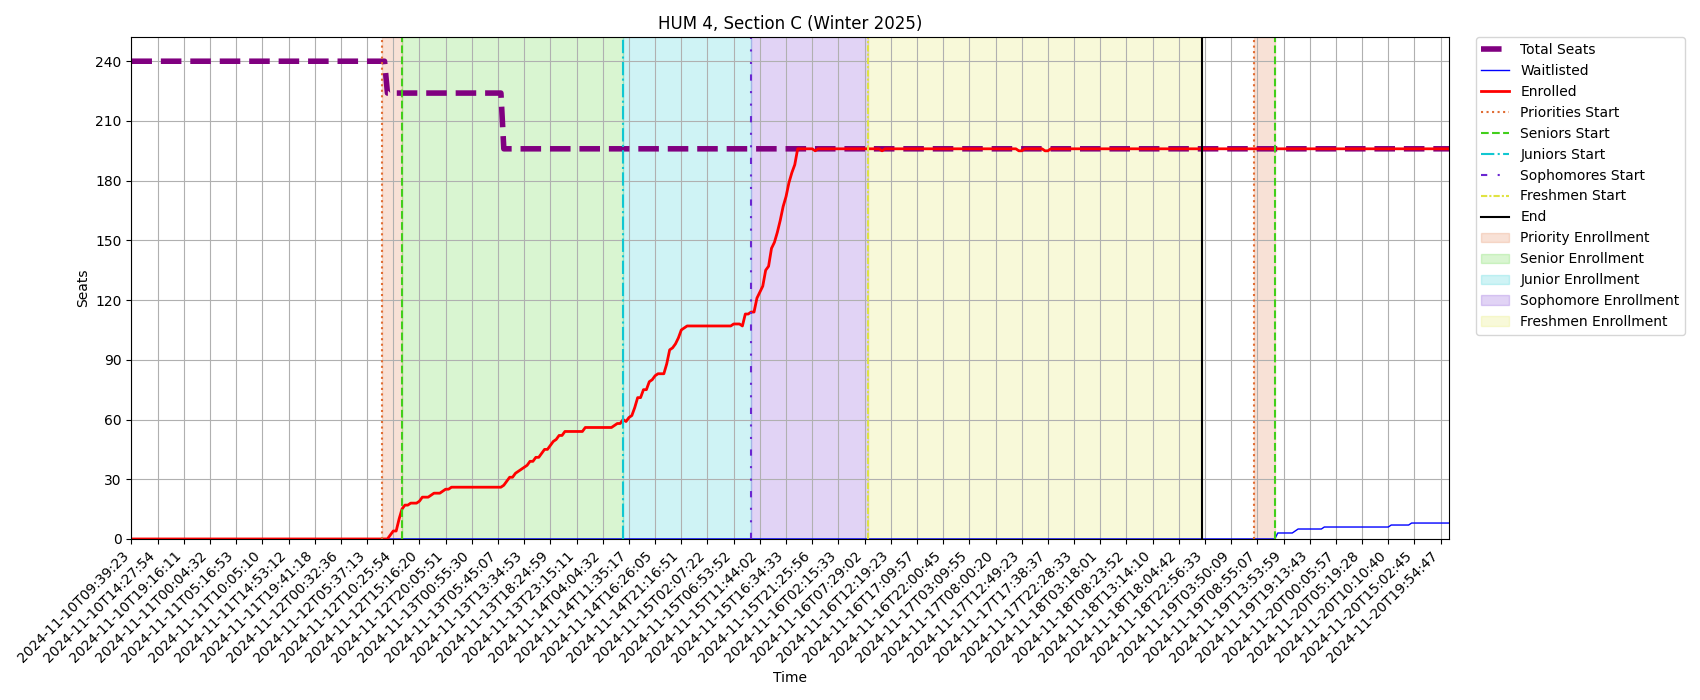 HUM 4, Section C (Winter 2025)
240
210
180
150
120
90
60
30
0
Seats
2024-11-10T09:39:23
2024-11-10T14:27:54
2024-11-10T19:16:11
2024-11-11T00:04:32
2024-11-11T05:16:53
2024-11-11T10:05:10
2024-11-11T14:53:12
2024-11-11T19:41:18
2024-11-12T00:32:36
2024-11-12T05:37:13
2024-11-12T10:25:54
2024-11-12T15:16:20
2024-11-12T20:05:51
2024-11-13T00:55:30
2024-11-13T05:45:07
2024-11-13T13:34:53
2024-11-13T18:24:59
2024-11-13T23:15:11
2024-11-14T04:04:32
2024-11-14T11:35:17
2024-11-14T16:26:05
2024-11-14T21:16:51
2024-11-15T02:07:22
2024-11-15T06:53:52
2024-11-15T11:44:02
2024-11-15T16:34:33
2024-11-15T21:25:56
2024-11-16T02:15:33
2024-11-16T07:29:02
2024-11-16T12:19:23
2024-11-16T17:09:57
2024-11-16T22:00:45
2024-11-17T03:09:55
2024-11-17T08:00:20
2024-11-17T12:49:23
2024-11-17T17:38:37
2024-11-17T22:28:33
2024-11-18T03:18:01
2024-11-18T08:23:52
2024-11-18T13:14:10
2024-11-18T18:04:42
2024-11-18T22:56:33
2024-11-19T03:50:09
2024-11-19T08:55:07
2024-11-19T13:53:59
2024-11-19T19:13:43
2024-11-20T00:05:57
2024-11-20T05:19:28
2024-11-20T10:10:40
2024-11-20T15:02:45
2024-11-20T19:54:47
Time
Total Seats
Waitlisted
Enrolled
Priorities Start
Seniors Start
Juniors Start
Sophomores Start
Freshmen Start
End
Priority Enrollment
Senior Enrollment
Junior Enrollment
Sophomore Enrollment
Freshmen Enrollment